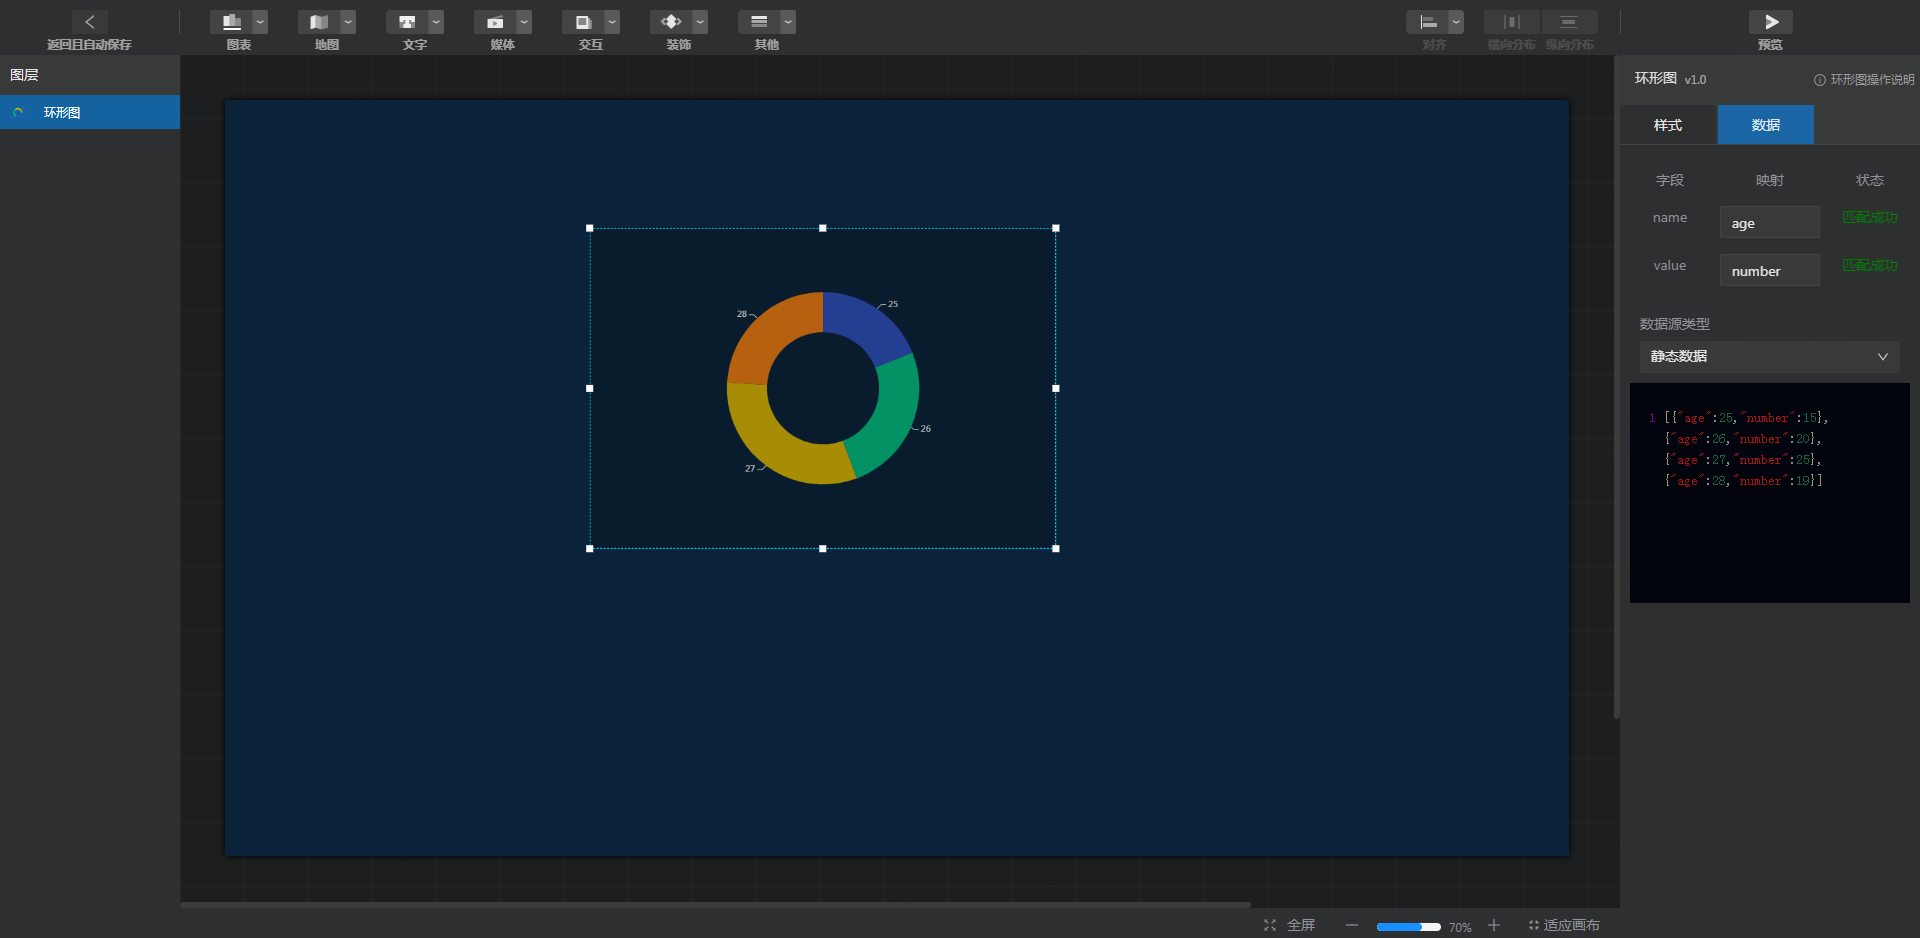 返回且自动保存
图表
地图
文字
媒体
交互
装饰
其他
对齐
横向分布
纵向分布
预览
图层
环形图
25
28
26
27
环形图 v1.0
环形图操作说明
样式
数据
字段 映射 状态
name age 匹配成功
value number 匹配成功
数据源类型
静态数据
1 [{"age":25,"number":15},
{"age":26,"number":20},
{"age":27,"number":25},
{"age":28,"number":19}]
全屏
70%
适应画布